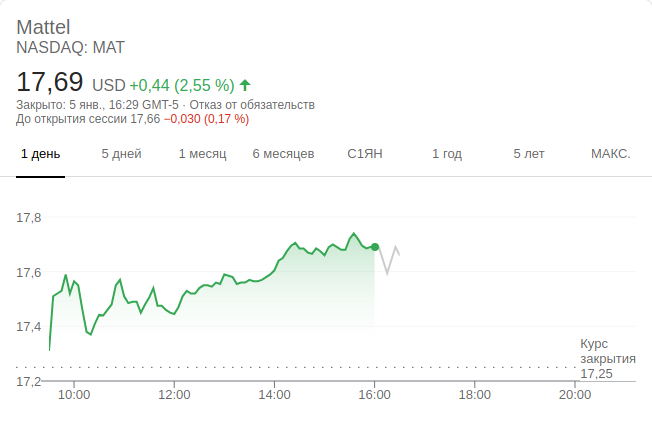 Mattel
NASDAQ: MAT
17,69 USD +0,44 (2,55 %)
Закрыто: 5 янв., 16:29 GMT-5 · Отказ от обязательств
До открытия сессии 17,66 −0,030 (0,17 %)
1 день 5 дней 1 месяц 6 месяцев С1ЯН 1 год 5 лет МАКС.
17,8
17,6
17,4
Курс
закрытия
17,25
17,2
10:00 12:00 14:00 16:00 18:00 20:00